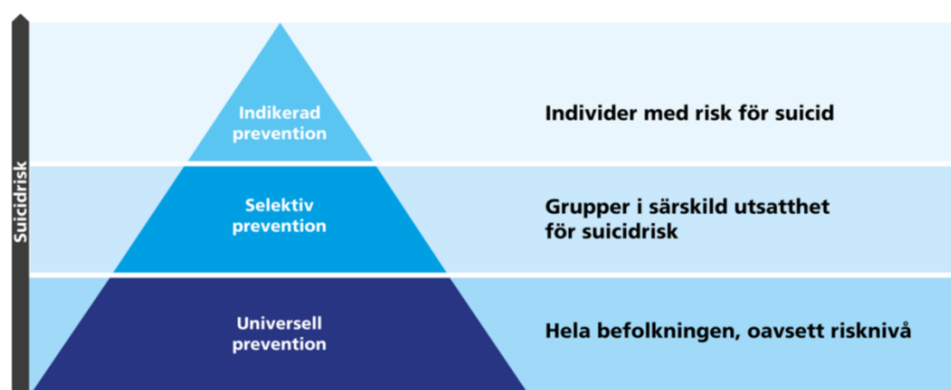 Suicidrisk
Indikerad
prevention
Individer med risk för suicid
Selektiv
prevention
Grupper i särskild utsatthet
för suicidrisk
Universell
prevention
Hela befolkningen, oavsett risknivå